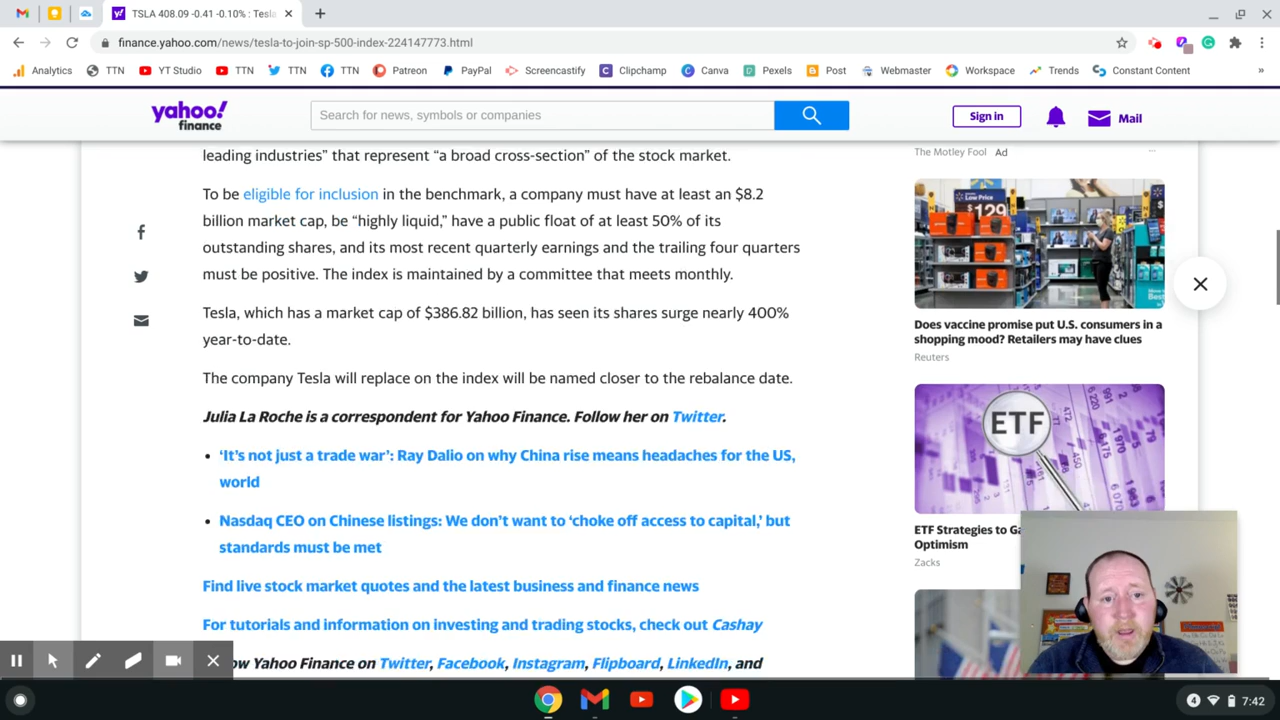 TSLA 408.09 -0.41 -0.10% : Tesla
finance.yahoo.com/news/tesla-to-join-sp-500-index-224147773.html
Analytics TTN YT Studio TTN TTN TTN Patreon PayPal Screencastify Clipchamp Canva Pexels Post Webmaster Workspace Trends Constant Contact »
yahoo!
finance
Search for news, symbols or companies
Sign in
Mail
leading industries” that represent “a broad cross-section” of the stock market.
To be eligible for inclusion in the benchmark, a company must have at least an $8.2
billion market cap, be “highly liquid,” have a public float of at least 50% of its
outstanding shares, and its most recent quarterly earnings and the trailing four quarters
must be positive. The index is maintained by a committee that meets monthly.
Tesla, which has a market cap of $386.82 billion, has seen its shares surge nearly 400%
year-to-date.
The company Tesla will replace on the index will be named closer to the rebalance date.
Julia La Roche is a correspondent for Yahoo Finance. Follow her on Twitter.
• ‘It’s not just a trade war’: Ray Dalio on why China rise means headaches for the US,
world
• Nasdaq CEO on Chinese listings: We don’t want to ‘choke off access to capital,’ but
standards must be met
Find live stock market quotes and the latest business and finance news
For tutorials and information on investing and trading stocks, check out Cashay
ow Yahoo Finance on Twitter, Facebook, Instagram, Flipboard, LinkedIn, and
The Motley Fool Ad
Low Price
$129
Does vaccine promise put U.S. consumers in a
shopping mood? Retailers may have clues
Reuters
ETF
ETF Strategies to Ga
Optimism
Zacks
4 7:42